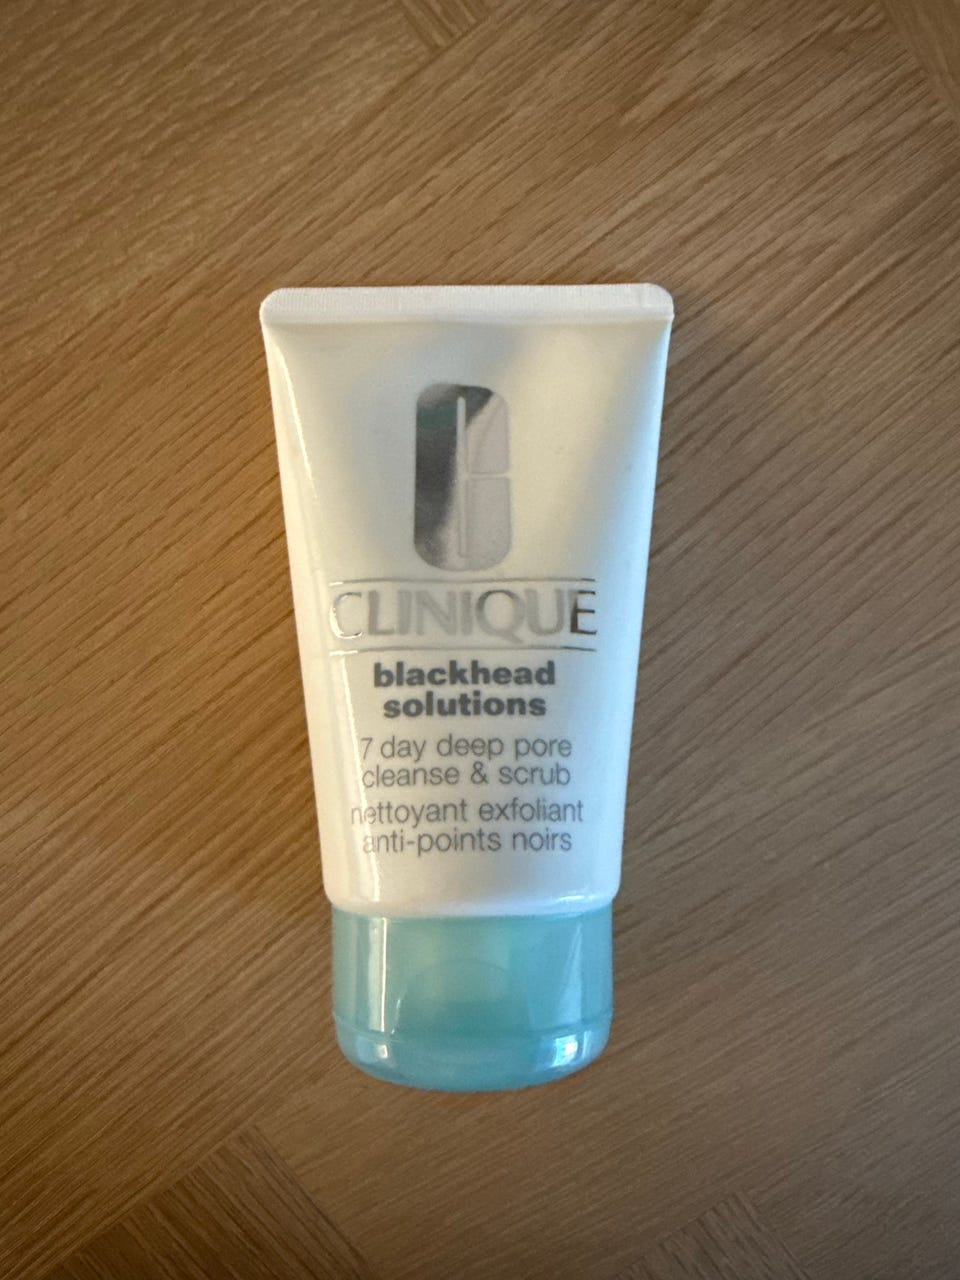 CLINIQUE
blackhead
solutions
7 day deep pore
cleanse & scrub
nettoyant exfoliant
anti-points noirs